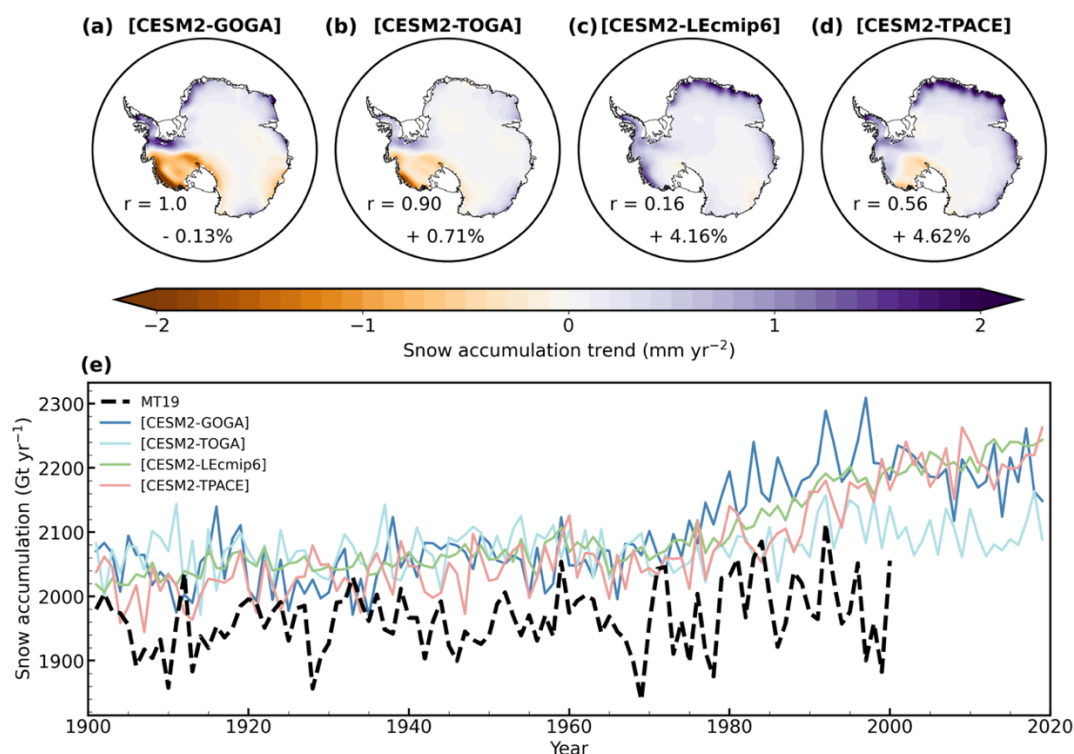 (a) [CESM2-GOGA] (b) [CESM2-TOGA] (c) [CESM2-LEcmip6] (d) [CESM2-TPACE]
r = 1.0 r = 0.90 r = 0.16 r = 0.56
- 0.13% + 0.71% + 4.16% + 4.62%
−2 −1 0 1 2
Snow accumulation trend (mm yr⁻²)
(e)
Snow accumulation (Gt yr⁻¹)
2300
2200
2100
2000
1900
MT19
[CESM2-GOGA]
[CESM2-TOGA]
[CESM2-LEcmip6]
[CESM2-TPACE]
1900 1920 1940 1960 1980 2000 2020
Year